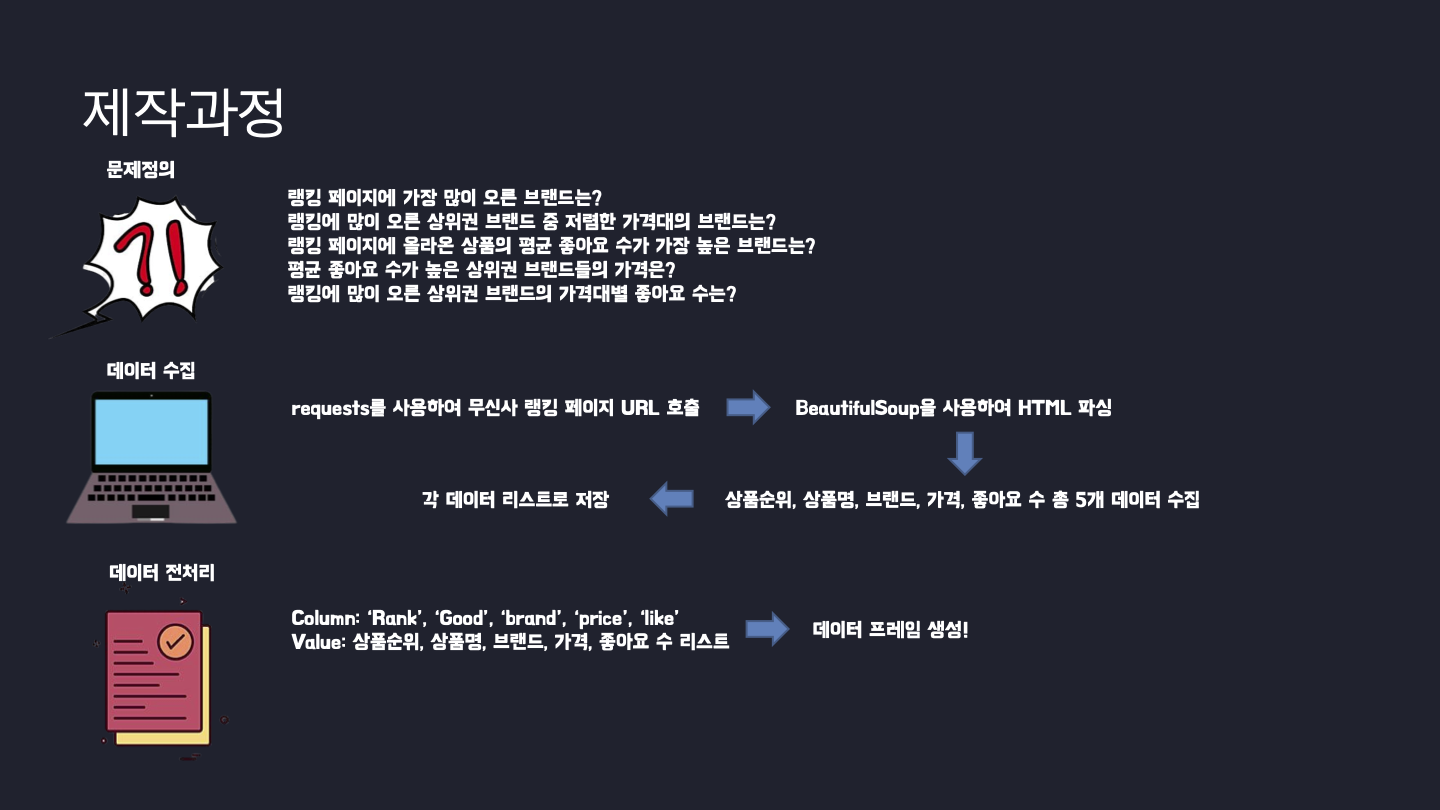 제작과정
문제정의
랭킹 페이지에 가장 많이 오른 브랜드는?
랭킹에 많이 오른 상위권 브랜드 중 저렴한 가격대의 브랜드는?
랭킹 페이지에 올라온 상품의 평균 좋아요 수가 가장 높은 브랜드는?
평균 좋아요 수가 높은 상위권 브랜드들의 가격은?
랭킹에 많이 오른 상위권 브랜드의 가격대별 좋아요 수는?
?!
데이터 수집
requests를 사용하여 무신사 랭킹 페이지 URL 호출
BeautifulSoup을 사용하여 HTML 파싱
상품순위, 상품명, 브랜드, 가격, 좋아요 수 총 5개 데이터 수집
각 데이터 리스트로 저장
데이터 전처리
Column: ‘Rank’, ‘Good’, ‘brand’, ‘price’, ‘like’
Value: 상품순위, 상품명, 브랜드, 가격, 좋아요 수 리스트
데이터 프레임 생성!